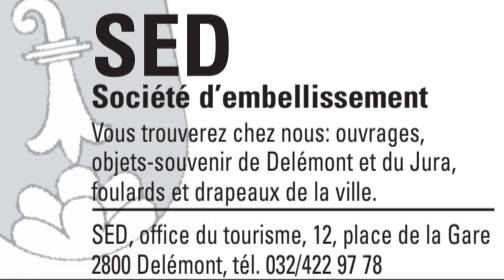 SED
Société d'embellissement
Vous trouverez chez nous: ouvrages,
objets-souvenir de Delémont et du Jura,
foulards et drapeaux de la ville.
SED, office du tourisme, 12, place de la Gare
2800 Delémont, tél. 032/422 97 78